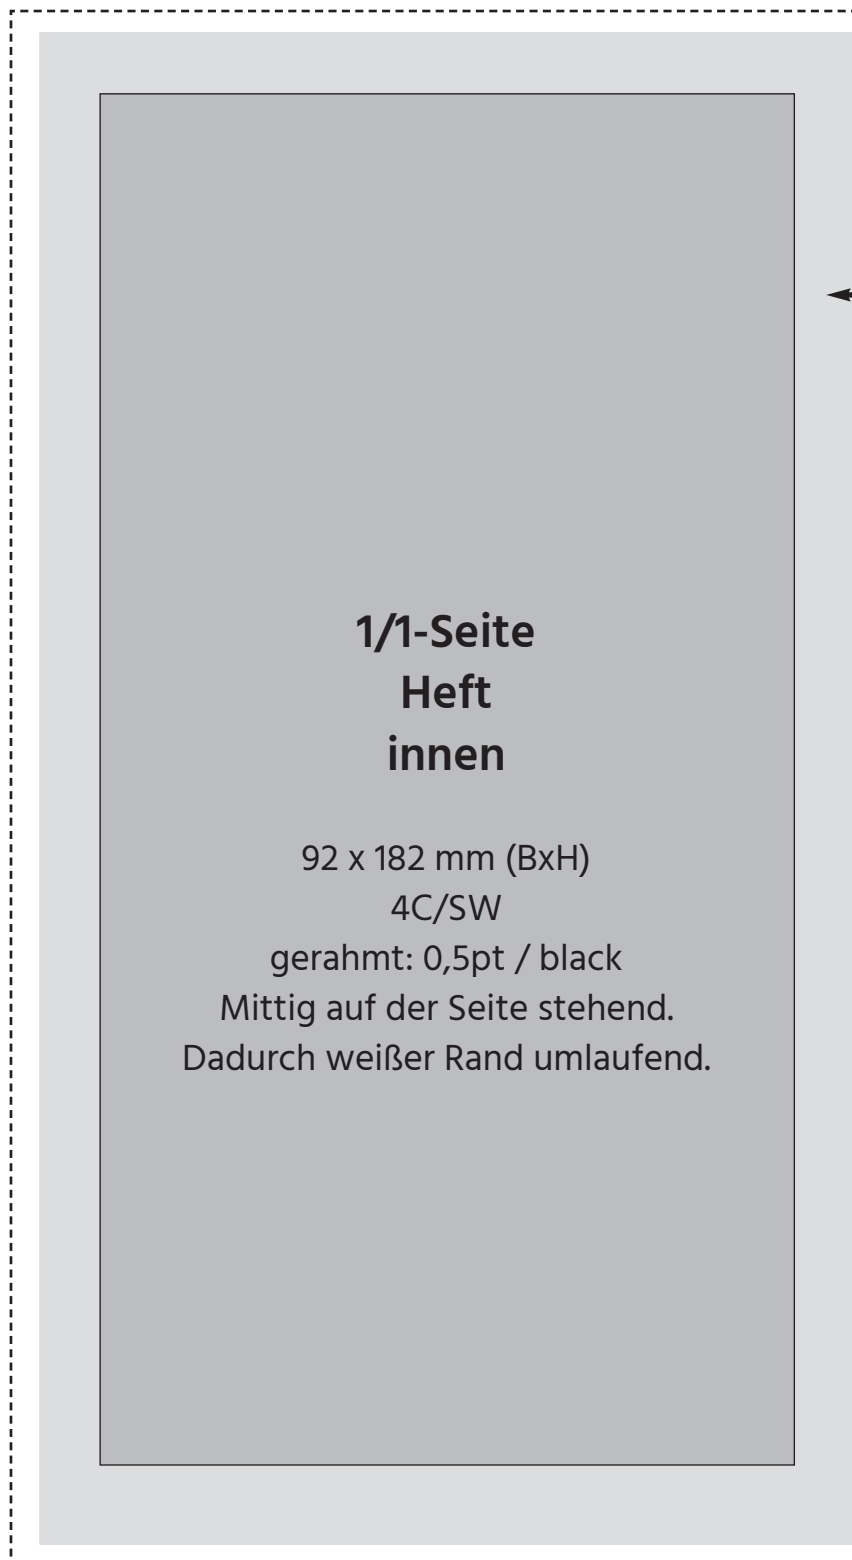 1/1-Seite
Heft
innen
92 x 182 mm (BxH)
4C/SW
gerahmt: 0,5pt / black
Mittig auf der Seite stehend.
Dadurch weißer Rand umlaufend.